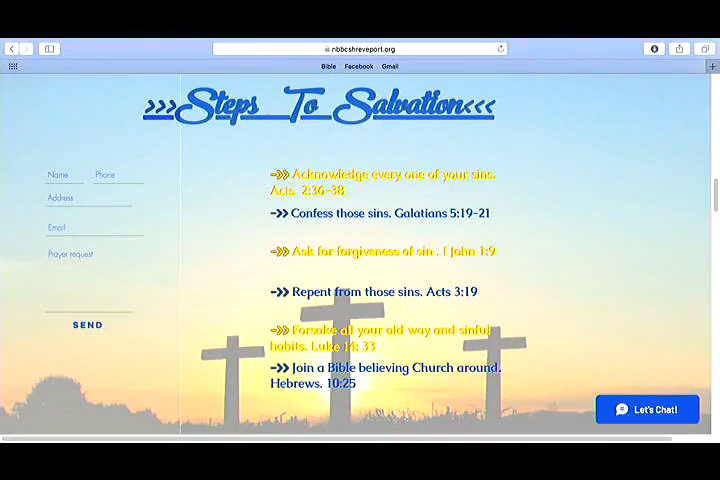 nbbcshreveport.org
Bible Facebook Gmail
>>>Steps To Salvation<<<
Name Phone
Address
Email
Prayer request
SEND
Acknowledge every one of your sins.
Acts. 2:36-38
Confess those sins. Galatians 5:19-21
Ask for forgiveness of sin . I John 1:9
Repent from those sins. Acts 3:19
Forsake all your old way and sinful
habits. Luke 14: 33
Join a Bible believing Church around.
Hebrews. 10:25
Let's Chat!